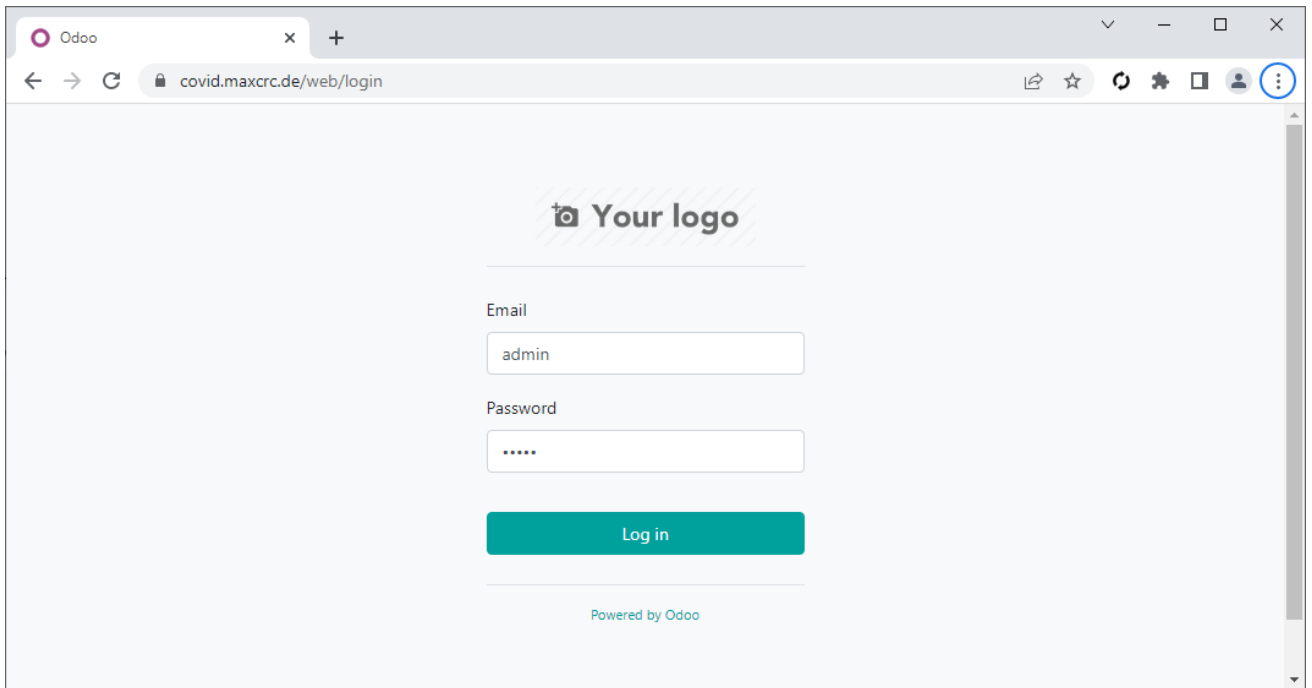 Odoo
covid.maxcrc.de/web/login
Your logo
Email
admin
Password
•••••
Log in
Powered by Odoo